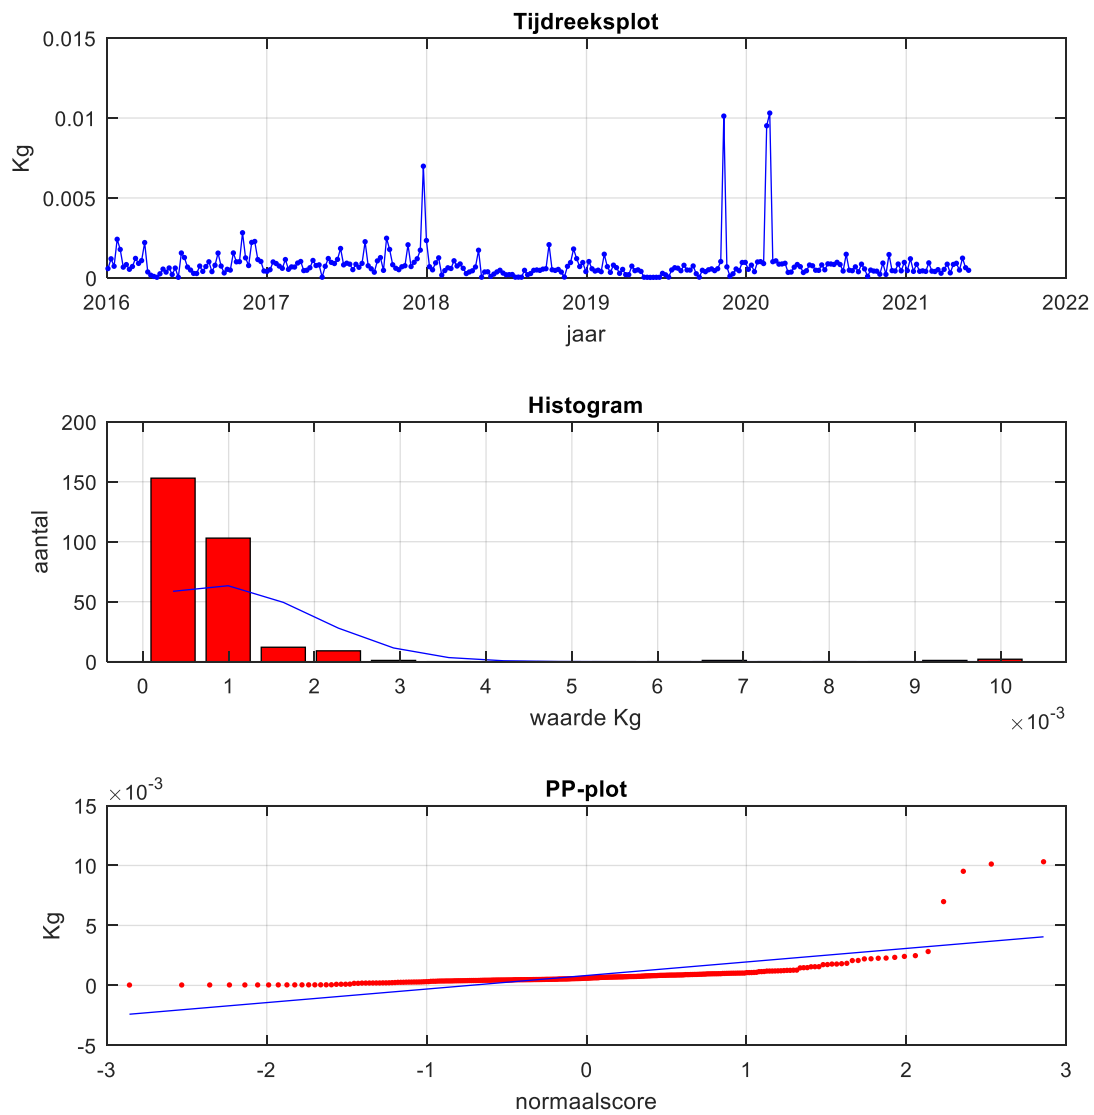 Tijdreeksplot
0.015
0.01
0.005
0
Kg
2016 2017 2018 2019 2020 2021 2022
jaar
Histogram
200
150
100
50
0
aantal
0 1 2 3 4 5 6 7 8 9 10
waarde Kg
×10-3
PP-plot
×10-3
15
10
5
0
-5
Kg
-3 -2 -1 0 1 2 3
normaalscore